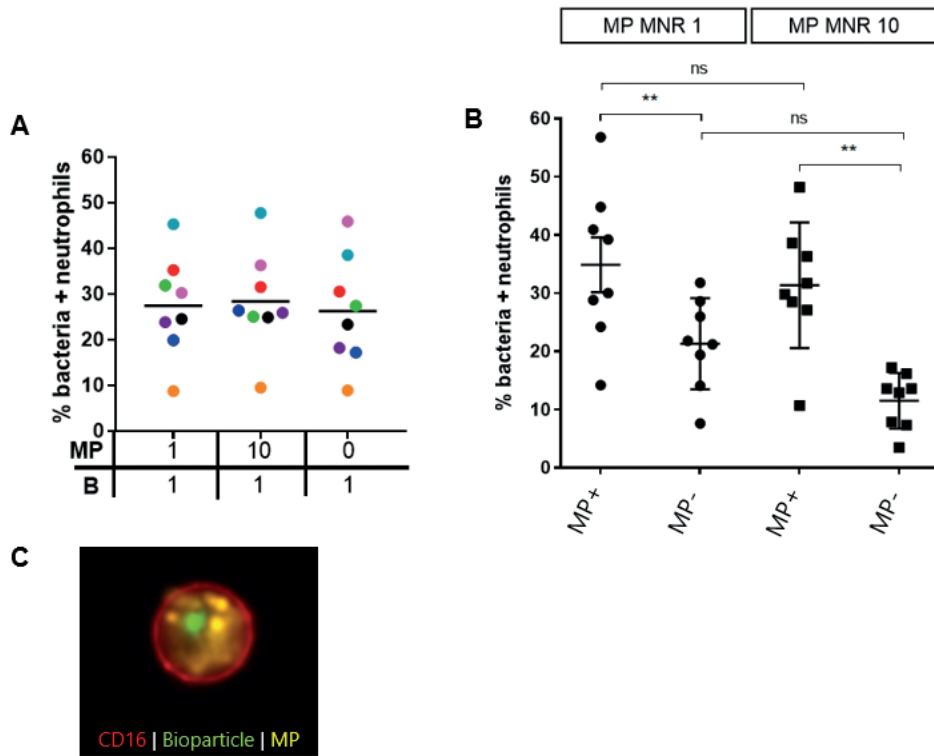 A
% bacteria + neutrophils
60
50
40
30
20
10
0
MP 1 10 0
B 1 1 1
B
MP MNR 1 MP MNR 10
ns
**
ns
**
% bacteria + neutrophils
60
50
40
30
20
10
0
MP+ MP- MP+ MP-
C
CD16 | Bioparticle | MP